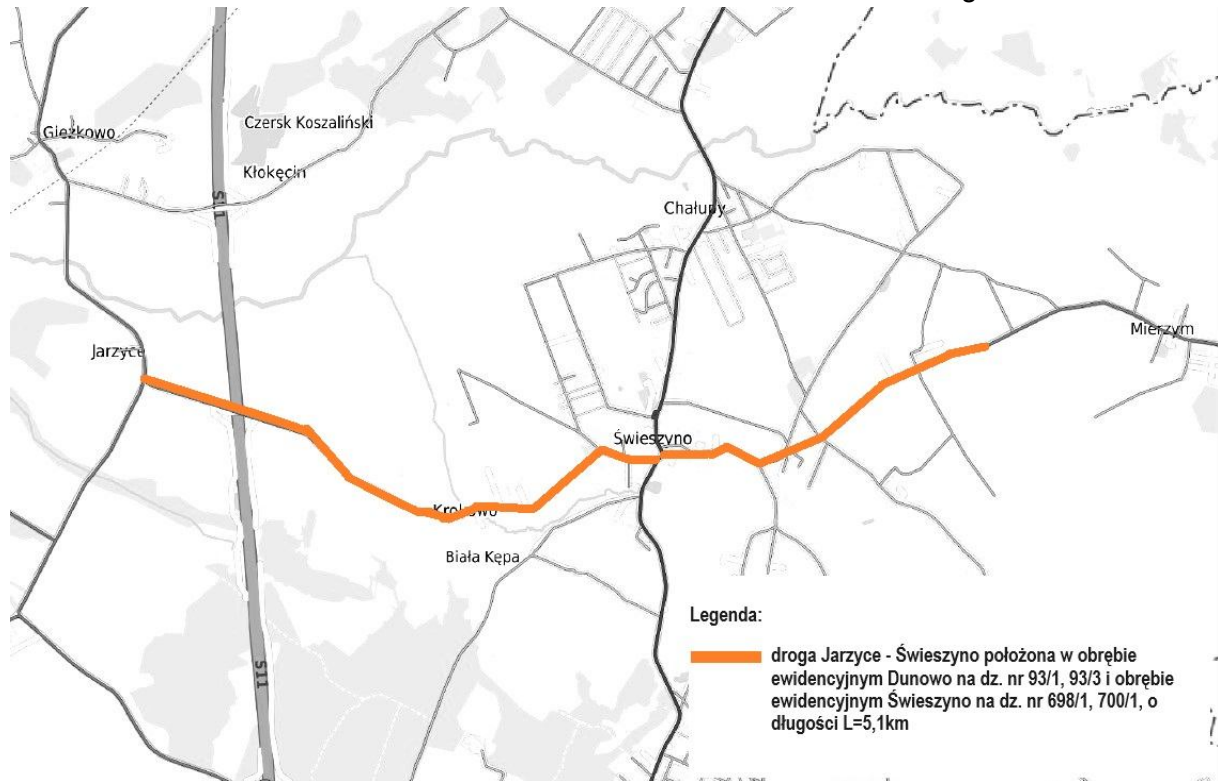 Giezkowo
Czersk Koszaliński
Kłokęcin
S11
Chałupy
Jarzyce
Mierzym
Świeszyno
Krokowo
Biała Kępa
S11
Legenda:
droga Jarzyce - Świeszyno położona w obrębie
ewidencyjnym Dunowo na dz. nr 93/1, 93/3 i obrębie
ewidencyjnym Świeszyno na dz. nr 698/1, 700/1, o
długości L=5,1km